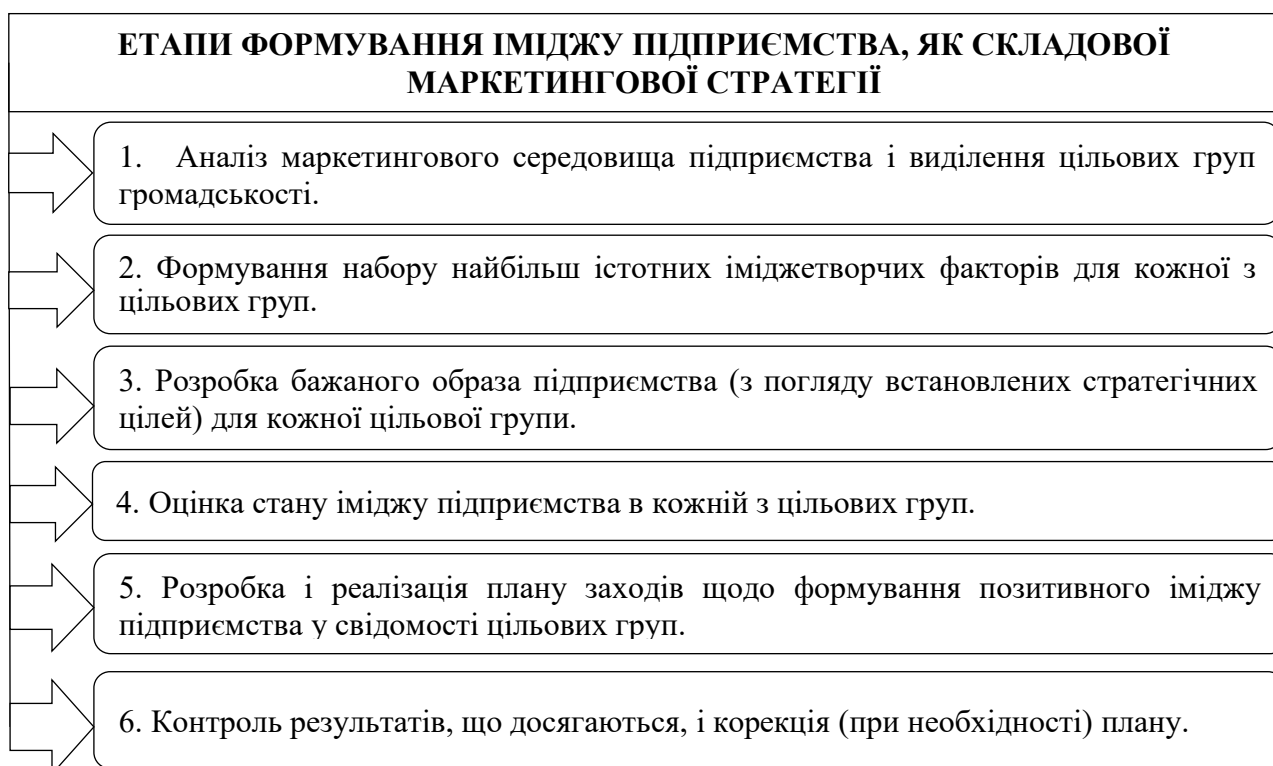 ЕТАПИ ФОРМУВАННЯ ІМІДЖУ ПІДПРИЄМСТВА, ЯК СКЛАДОВОЇ
МАРКЕТИНГОВОЇ СТРАТЕГІЇ
1. Аналіз маркетингового середовища підприємства і виділення цільових груп
громадськості.
2. Формування набору найбільш істотних іміджетворчих факторів для кожної з
цільових груп.
3. Розробка бажаного образа підприємства (з погляду встановлених стратегічних
цілей) для кожної цільової групи.
4. Оцінка стану іміджу підприємства в кожній з цільових груп.
5. Розробка і реалізація плану заходів щодо формування позитивного іміджу
підприємства у свідомості цільових груп.
6. Контроль результатів, що досягаються, і корекція (при необхідності) плану.